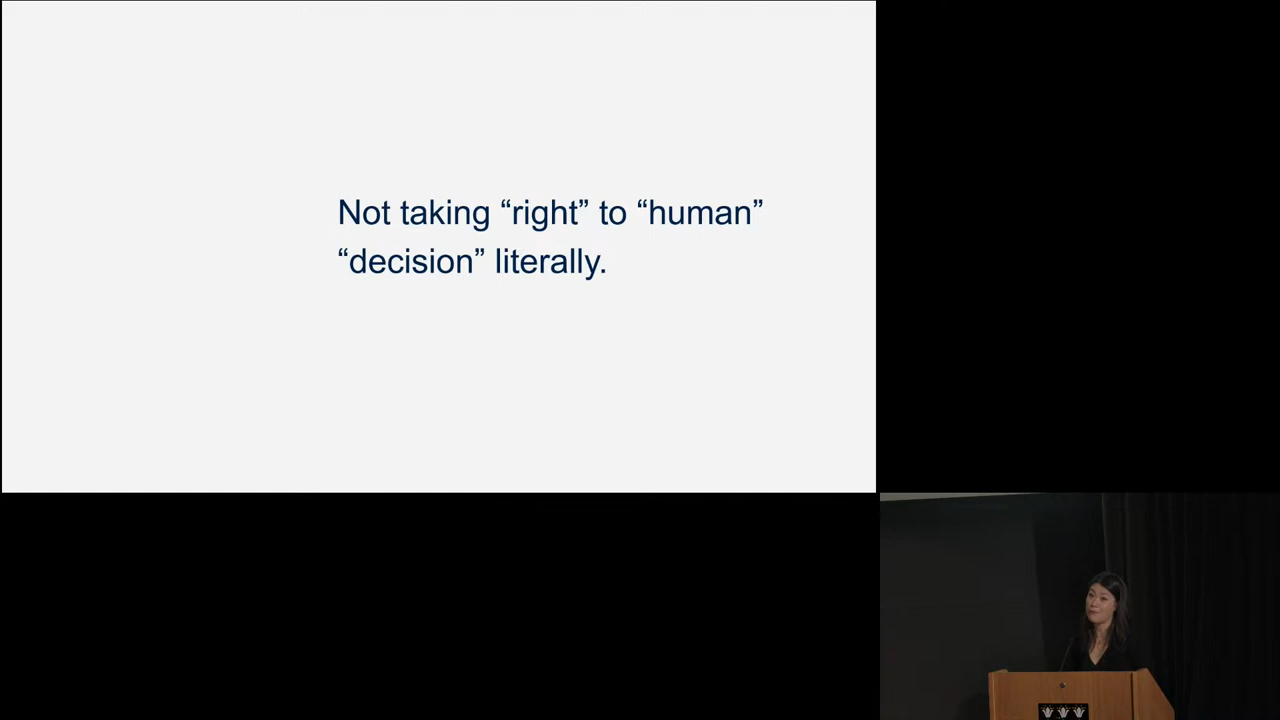 Not taking “right” to “human”
“decision” literally.